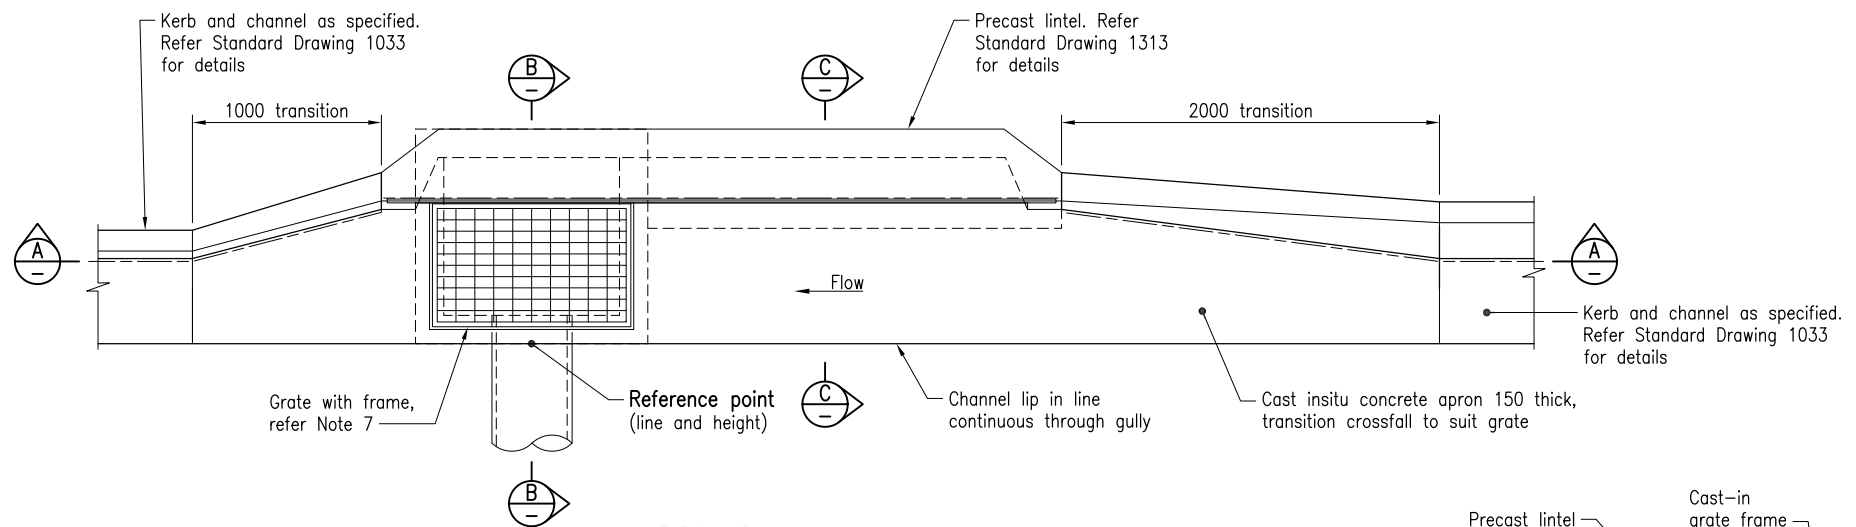 Kerb and channel as specified.
Refer Standard Drawing 1033
for details
Precast lintel. Refer
Standard Drawing 1313
for details
B
–
C
–
1000 transition
2000 transition
A
–
A
–
Flow
Kerb and channel as specified.
Refer Standard Drawing 1033
for details
Grate with frame,
refer Note 7
Reference point
(line and height)
C
–
Channel lip in line
continuous through gully
Cast insitu concrete apron 150 thick,
transition crossfall to suit grate
B
–
Precast lintel
Cast-in
grate frame